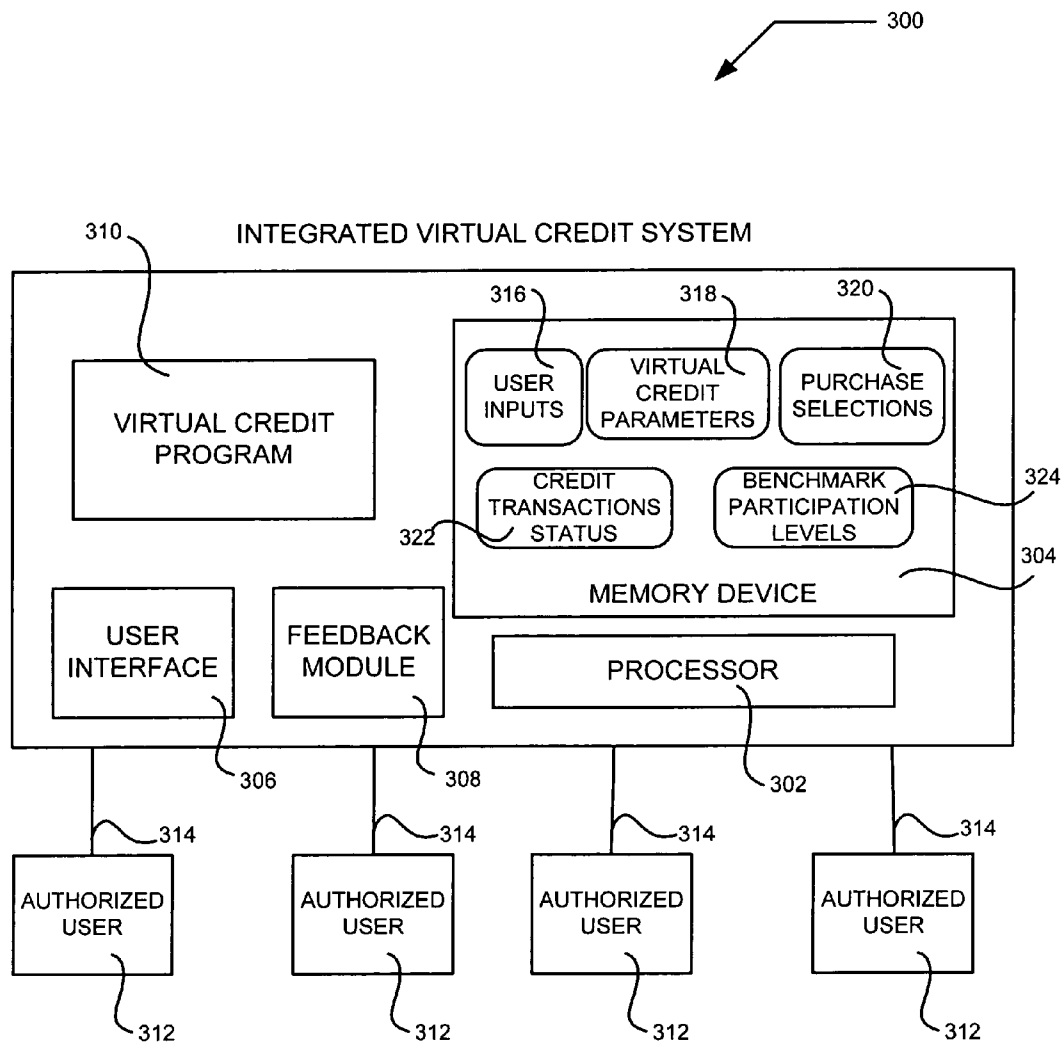 300
INTEGRATED VIRTUAL CREDIT SYSTEM
310
316
318
320
VIRTUAL CREDIT
PROGRAM
USER
INPUTS
VIRTUAL
CREDIT
PARAMETERS
PURCHASE
SELECTIONS
CREDIT
TRANSACTIONS
STATUS
322
BENCHMARK
PARTICIPATION
LEVELS
324
304
MEMORY DEVICE
USER
INTERFACE
FEEDBACK
MODULE
PROCESSOR
306
308
302
314
314
314
314
AUTHORIZED
USER
AUTHORIZED
USER
AUTHORIZED
USER
AUTHORIZED
USER
312
312
312
312